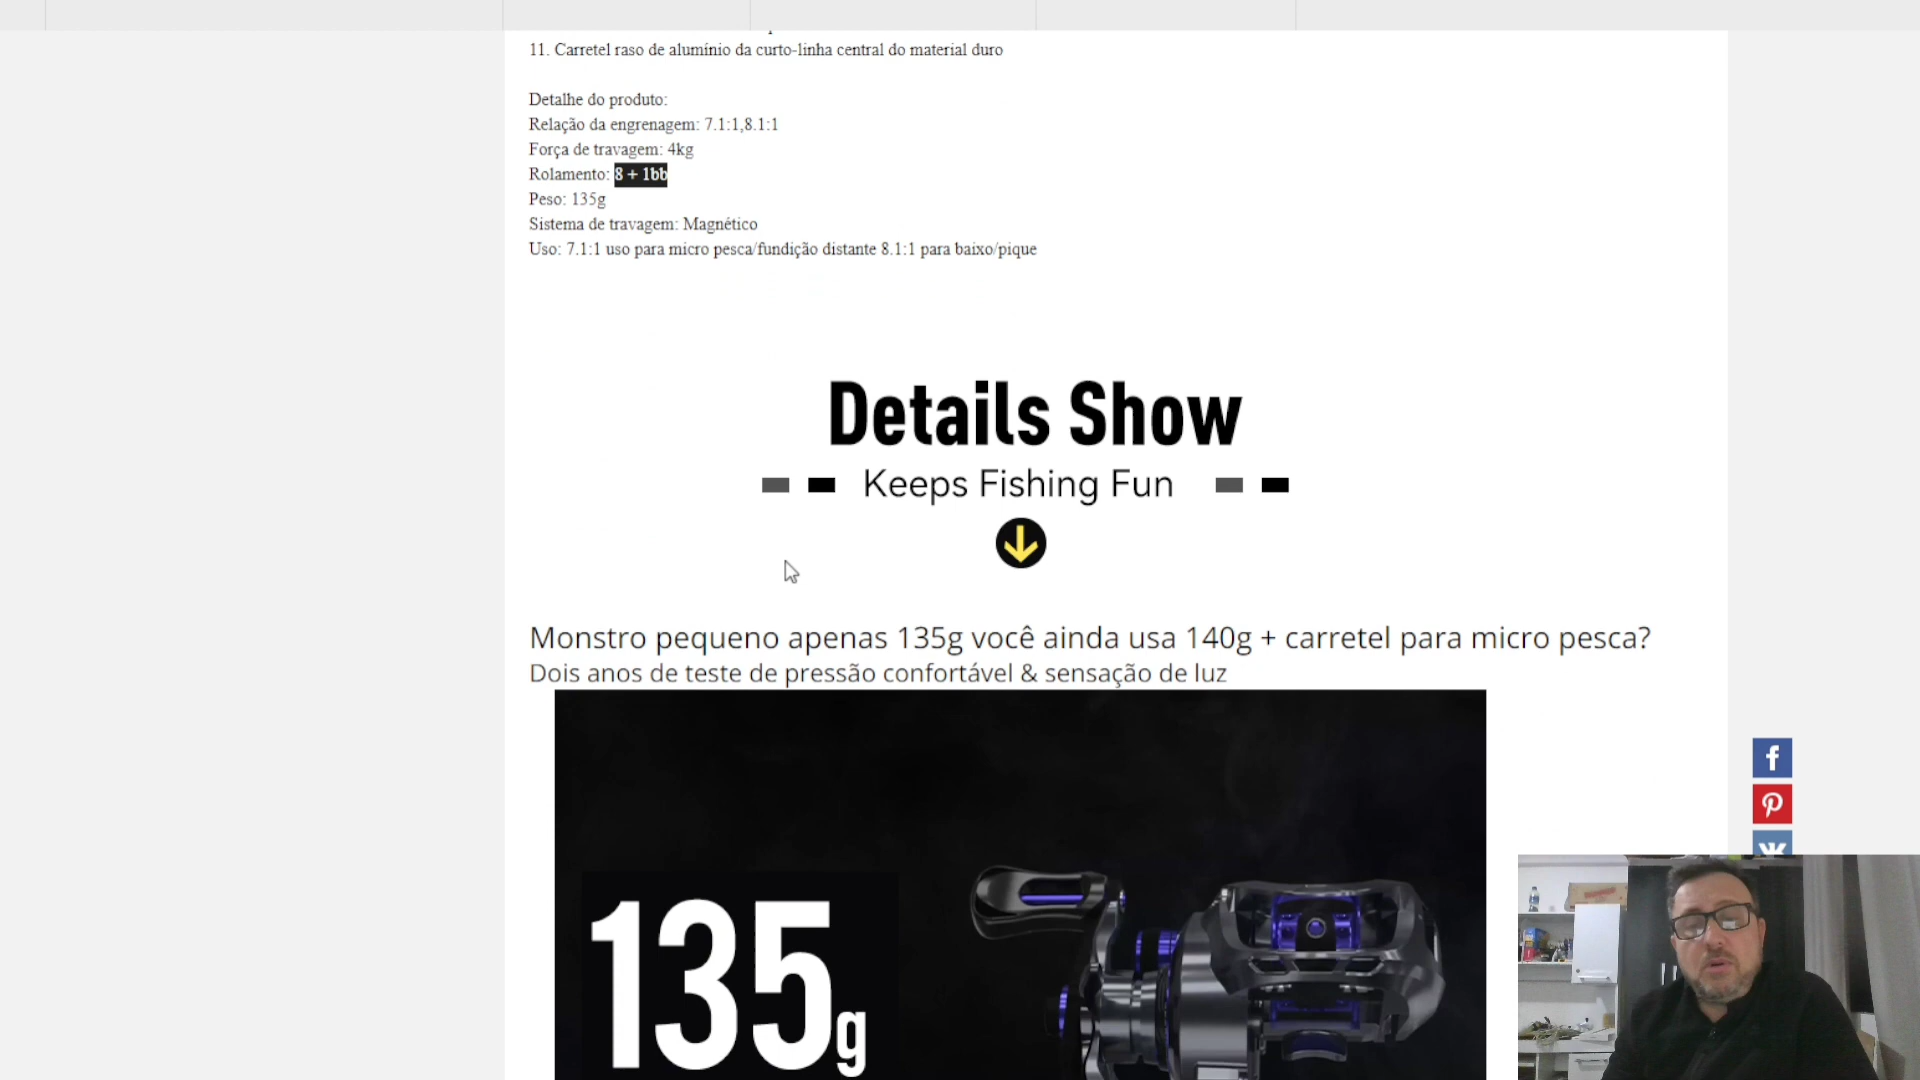 11. Carretel raso de alumínio da curto-linha central do material duro
Detalhe do produto:
Relação da engrenagem: 7.1:1,8.1:1
Força de travagem: 4kg
Rolamento: 8 + 1bb
Peso: 135g
Sistema de travagem: Magnético
Uso: 7.1:1 uso para micro pesca/fundição distante 8.1:1 para baixo/pique
Details Show
Keeps Fishing Fun
Monstro pequeno apenas 135g você ainda usa 140g + carretel para micro pesca?
Dois anos de teste de pressão confortável & sensação de luz
135g